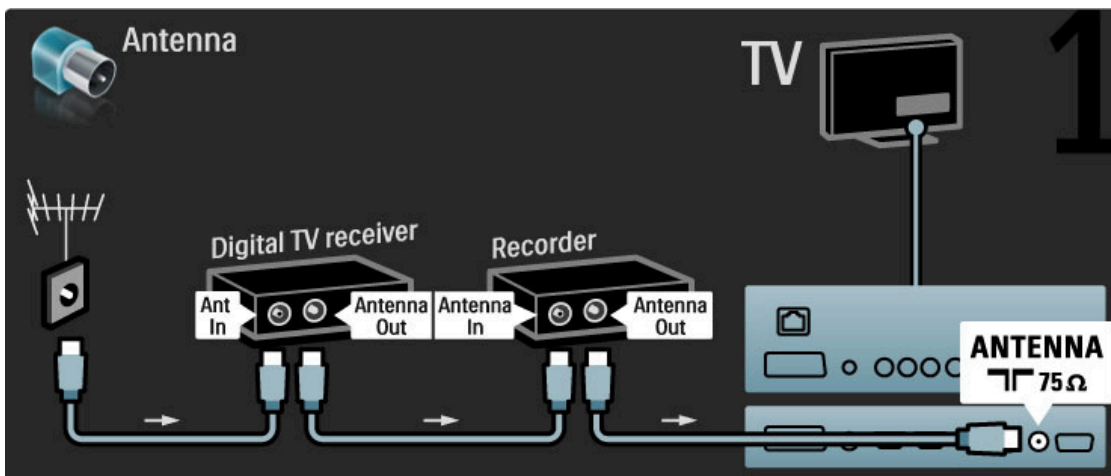 Antenna
TV
1
Digital TV receiver
Recorder
Ant
In
Antenna
Out
Antenna
In
Antenna
Out
ANTENNA
75 Ω